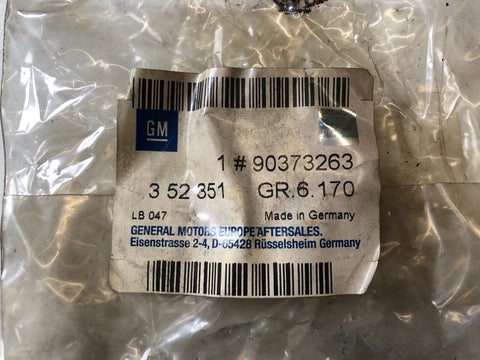 GM
1 # 90373263
3 52 351 GR.6.170
LB 047 Made in Germany
GENERAL MOTORS EUROPE AFTERSALES.
Eisenstrasse 2-4, D-65428 Rüsselsheim Germany